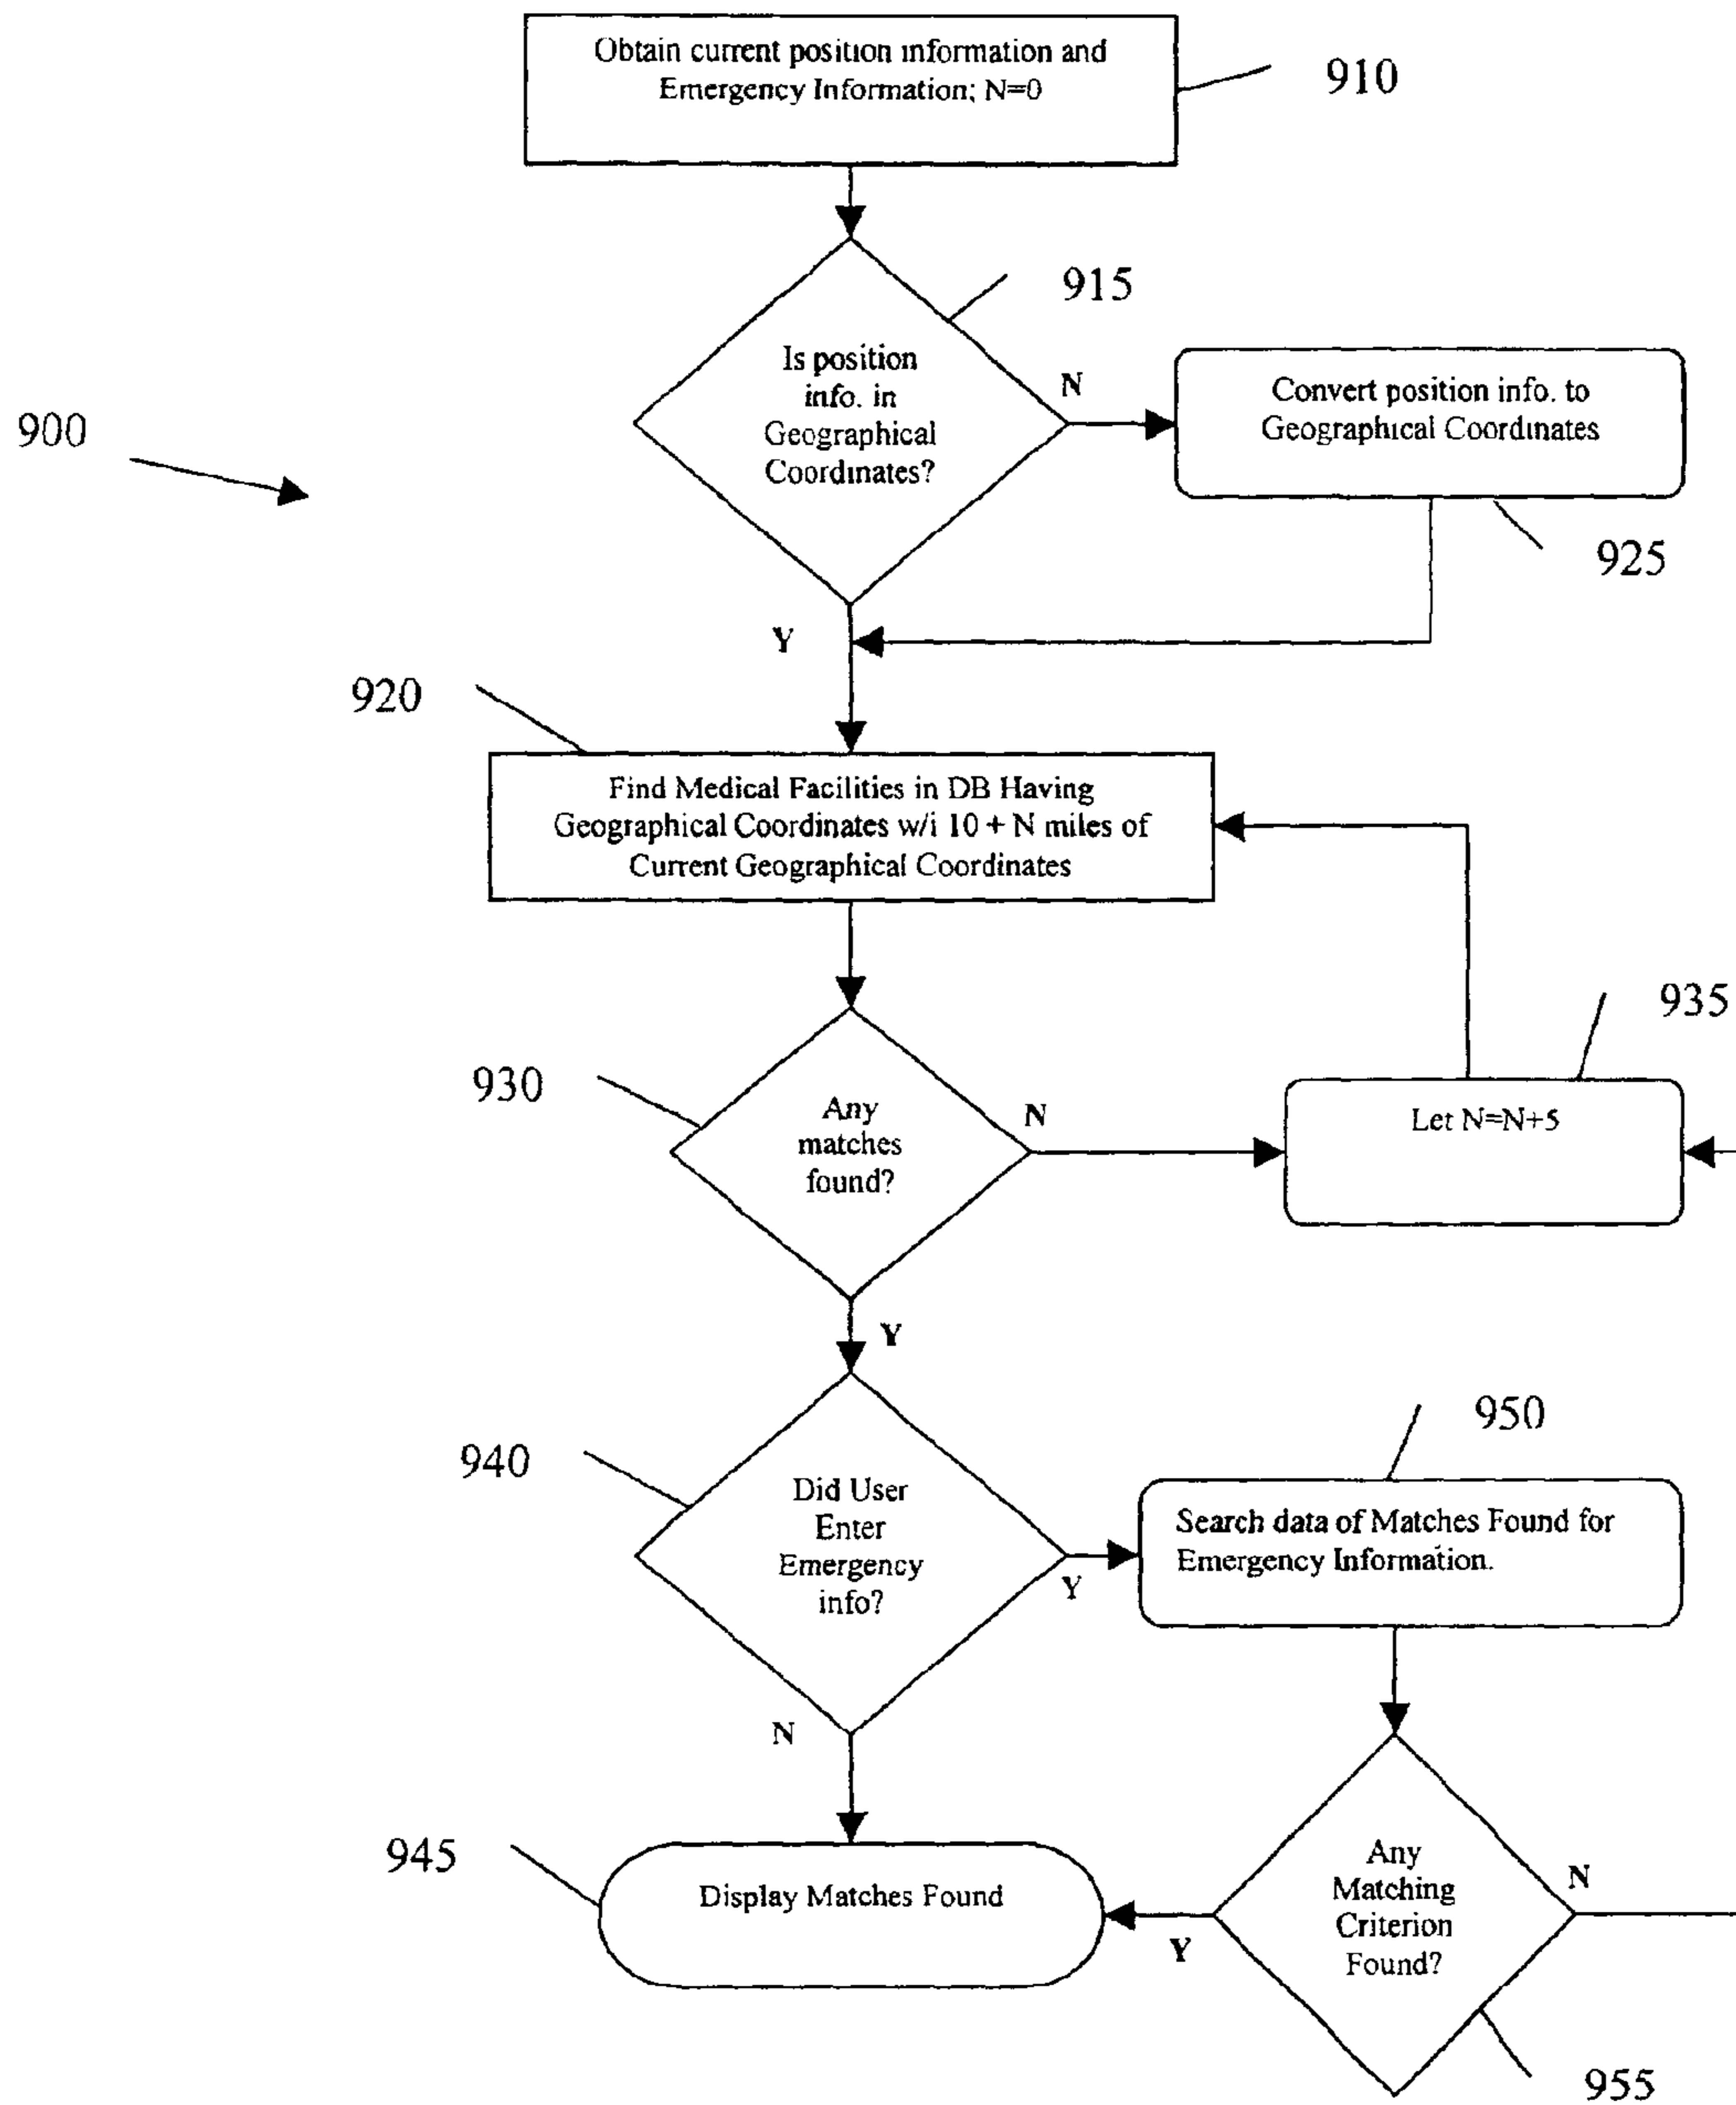 Obtain current position information and
Emergency Information; N=0
910
915
Is position
info. in
Geographical
Coordinates?
N
Convert position info. to
Geographical Coordinates
900
925
Y
920
Find Medical Facilities in DB Having
Geographical Coordinates w/i 10 + N miles of
Current Geographical Coordinates
935
930
Any
matches
found?
N
Let N=N+5
Y
950
940
Did User
Enter
Emergency
info?
Y
Search data of Matches Found for
Emergency Information.
N
945
Display Matches Found
Any
Matching
Criterion
Found?
N
Y
955